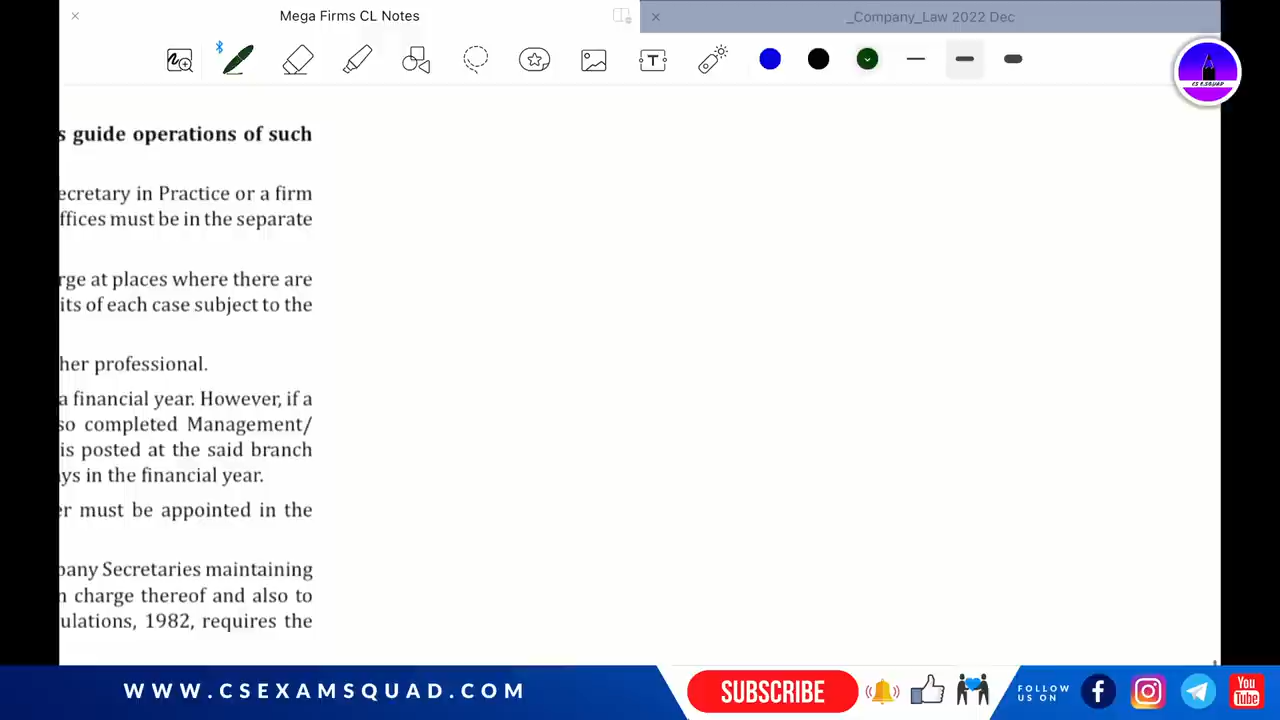 Mega Firms CL Notes
_Company_Law 2022 Dec
T
CS E.SQUAD
s guide operations of such
ecretary in Practice or a firm
ffices must be in the separate
rge at places where there are
its of each case subject to the
her professional.
a financial year. However, if a
so completed Management/
is posted at the said branch
ys in the financial year.
er must be appointed in the
pany Secretaries maintaining
n charge thereof and also to
ulations, 1982, requires the
WWW.CSEXAMSQUAD.COM
SUBSCRIBE
FOLLOW
US ON
You
Tube